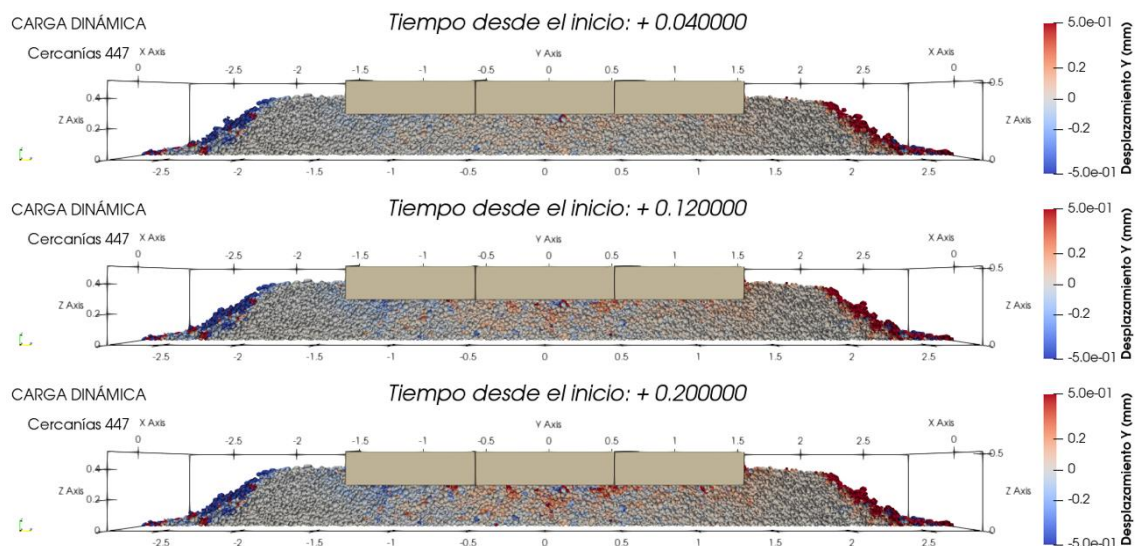 CARGA DINÁMICA
Tiempo desde el inicio: + 0.040000
Cercanías 447
X Axis Y Axis X Axis
0 -2.5 -2 -1.5 -1 -0.5 0 0.5 1 1.5 2 2.5 0
0.5
0.4
Z Axis 0.2 Z Axis
0 0
-2.5 -2 -1.5 -1 -0.5 0 0.5 1 1.5 2 2.5
5.0e-01
0.2
0
-0.2
-5.0e-01
Desplazamiento Y (mm)
CARGA DINÁMICA
Tiempo desde el inicio: + 0.120000
Cercanías 447
X Axis Y Axis X Axis
0 -2.5 -2 -1.5 -1 -0.5 0 0.5 1 1.5 2 2.5 0
0.5
0.4
Z Axis 0.2 Z Axis
0 0
-2.5 -2 -1.5 -1 -0.5 0 0.5 1 1.5 2 2.5
5.0e-01
0.2
0
-0.2
-5.0e-01
Desplazamiento Y (mm)
CARGA DINÁMICA
Tiempo desde el inicio: + 0.200000
Cercanías 447
X Axis Y Axis X Axis
0 -2.5 -2 -1.5 -1 -0.5 0 0.5 1 1.5 2 2.5 0
0.5
0.4
Z Axis 0.2 Z Axis
0 0
-2.5 -2 -1.5 -1 -0.5 0 0.5 1 1.5 2 2.5
5.0e-01
0.2
0
-0.2
-5.0e-01
Desplazamiento Y (mm)